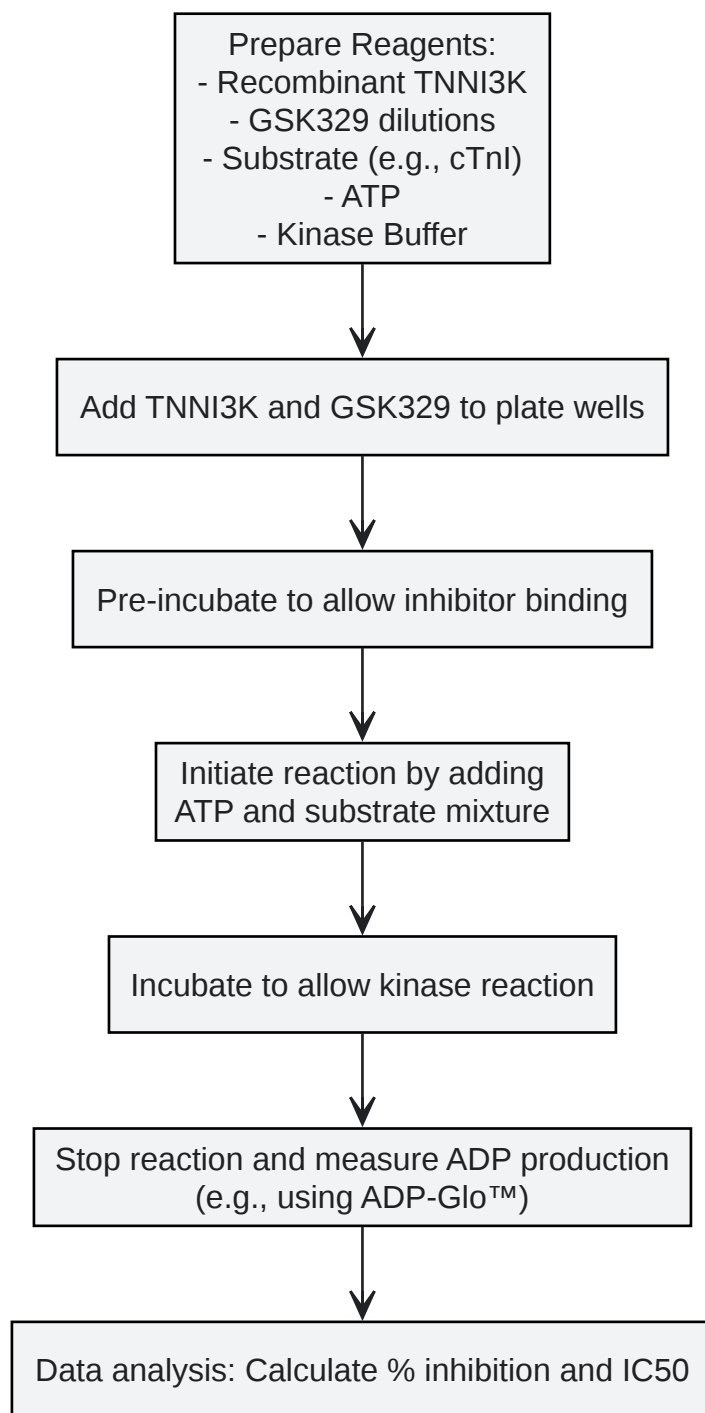 Prepare Reagents:
- Recombinant TNNI3K
- GSK329 dilutions
- Substrate (e.g., cTnI)
- ATP
- Kinase Buffer
Add TNNI3K and GSK329 to plate wells
Pre-incubate to allow inhibitor binding
Initiate reaction by adding
ATP and substrate mixture
Incubate to allow kinase reaction
Stop reaction and measure ADP production
(e.g., using ADP-Glo™)
Data analysis: Calculate % inhibition and IC50